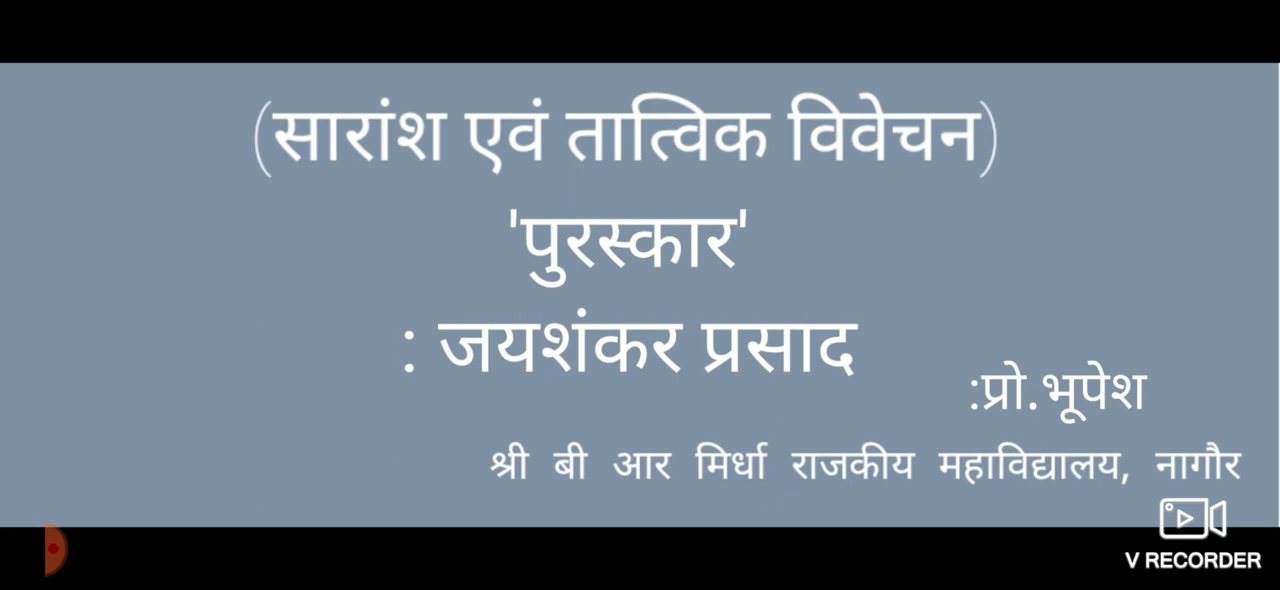 (सारांश एवं तात्विक विवेचन)
'पुरस्कार'
: जयशंकर प्रसाद
:प्रो.भूपेश
श्री बी आर मिर्धा राजकीय महाविद्यालय, नागौर
V RECORDER